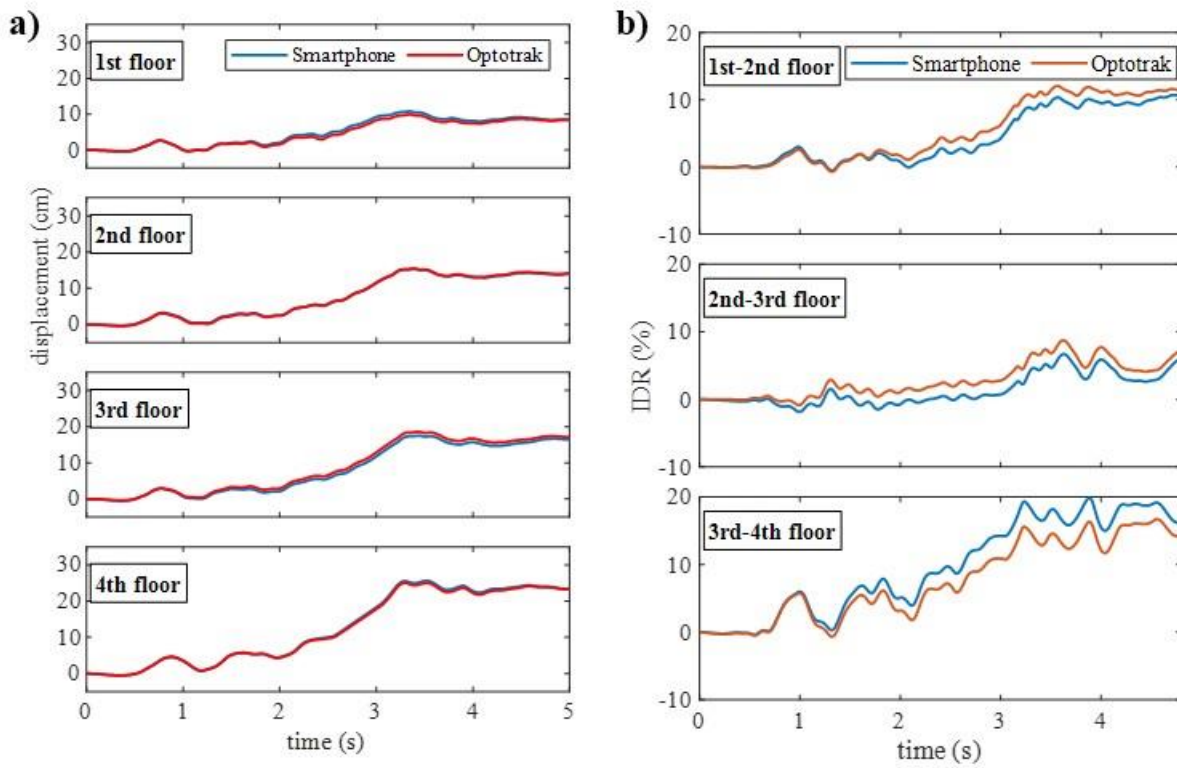 a)
30
20
10
0
1st floor
Smartphone
Optotrak
30
20
10
0
2nd floor
displacement (cm)
30
20
10
0
3rd floor
30
20
10
0
4th floor
0 1 2 3 4 5
time (s)
b)
20
10
0
-10
1st-2nd floor
Smartphone
Optotrak
20
10
0
-10
2nd-3rd floor
IDR (%)
20
10
0
-10
3rd-4th floor
0 1 2 3 4
time (s)